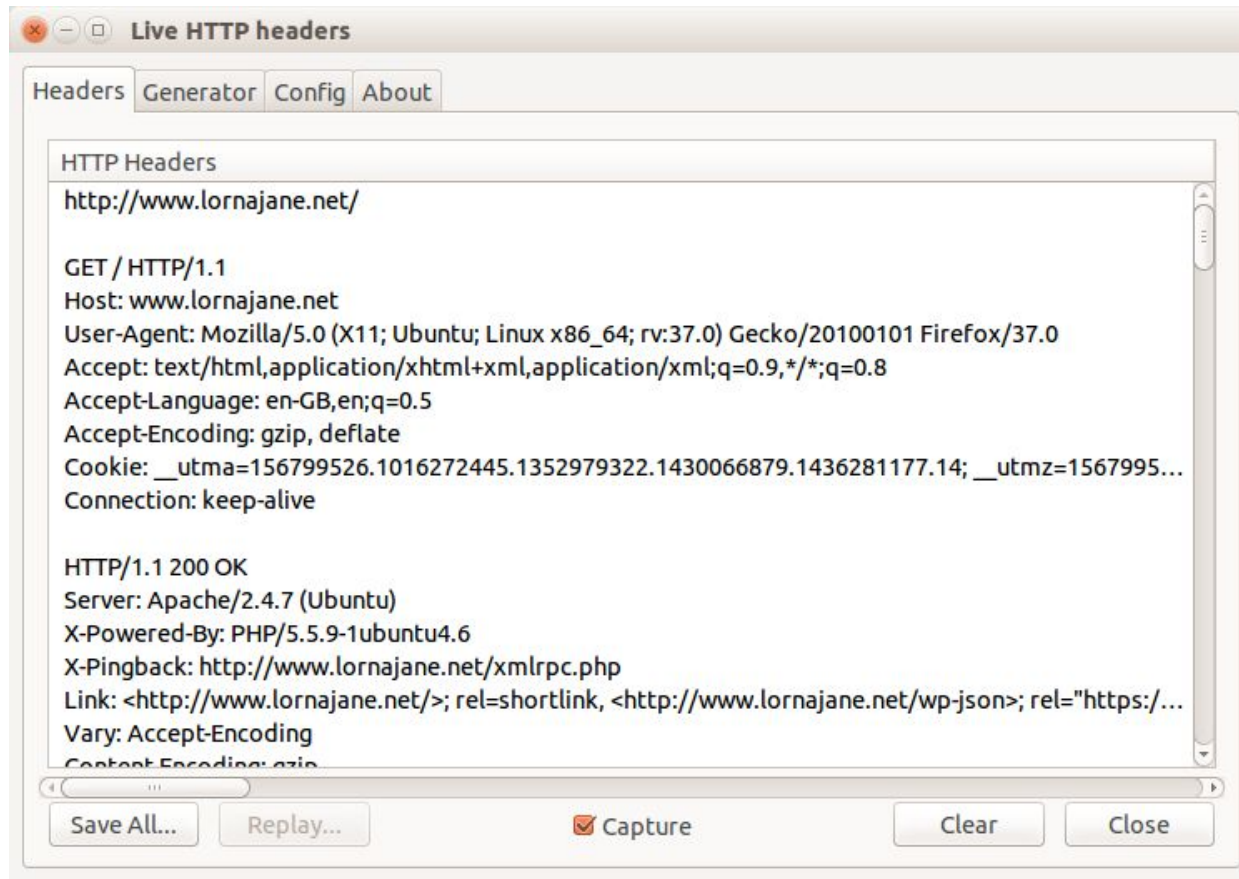 Live HTTP headers
Headers Generator Config About
HTTP Headers
http://www.lornajane.net/
GET / HTTP/1.1
Host: www.lornajane.net
User-Agent: Mozilla/5.0 (X11; Ubuntu; Linux x86_64; rv:37.0) Gecko/20100101 Firefox/37.0
Accept: text/html,application/xhtml+xml,application/xml;q=0.9,*/*;q=0.8
Accept-Language: en-GB,en;q=0.5
Accept-Encoding: gzip, deflate
Cookie: __utma=156799526.1016272445.1352979322.1430066879.1436281177.14; __utmz=1567995...
Connection: keep-alive
HTTP/1.1 200 OK
Server: Apache/2.4.7 (Ubuntu)
X-Powered-By: PHP/5.5.9-1ubuntu4.6
X-Pingback: http://www.lornajane.net/xmlrpc.php
Link: <http://www.lornajane.net/>; rel=shortlink, <http://www.lornajane.net/wp-json>; rel="https:/...
Vary: Accept-Encoding
Content-Encoding: gzip
Save All... Replay... Capture Clear Close